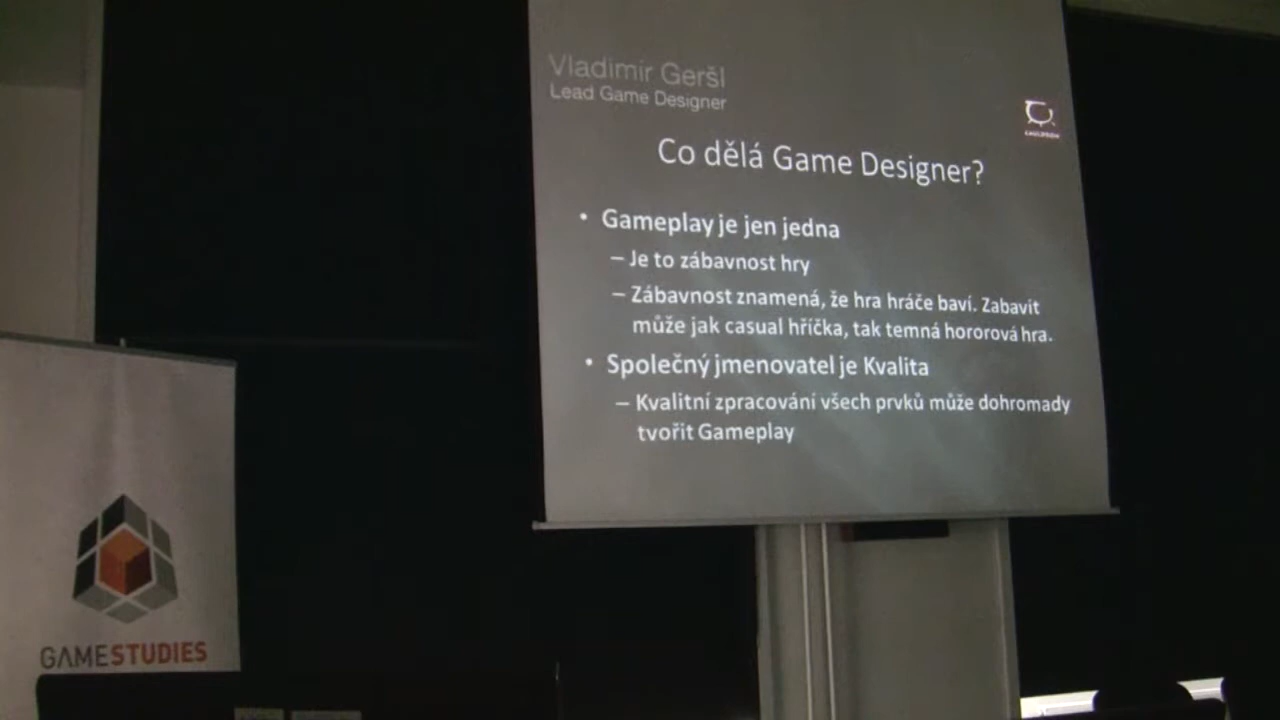 Vladimír Geršl
Lead Game Designer
CAULDRON
Co dělá Game Designer?
• Gameplay je jen jedna
– Je to zábavnost hry
– Zábavnost znamená, že hra hráče baví. Zabavit
může jak casual hříčka, tak temná hororová hra.
• Společný jmenovatel je Kvalita
– Kvalitní zpracování všech prvků může dohromady
tvořit Gameplay
GAMESTUDIES